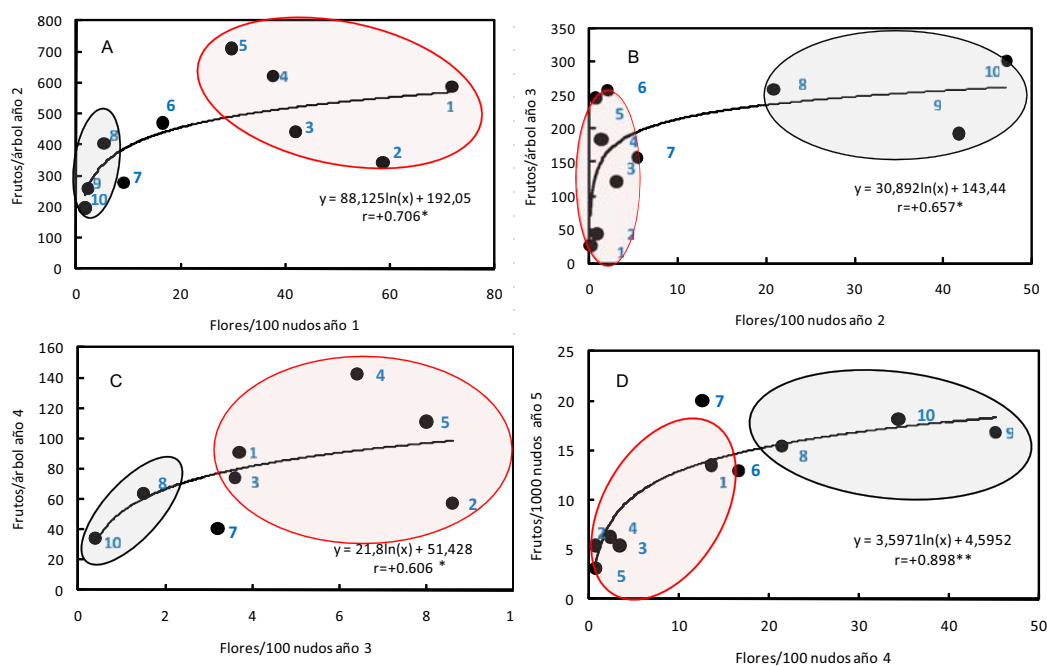 A
800
700
600
500
400
300
200
100
0
0 20 40 60 80
Frutos/árbol año 2
Flores/100 nudos año 1
5
4
1
3
2
6
8
7
9
10
y = 88,125ln(x) + 192,05
r=+0.706*
B
350
300
250
200
150
100
50
0
0 10 20 30 40 50
Frutos/árbol año 3
Flores/100 nudos año 2
10
6
8
5
9
4
7
3
2
1
y = 30,892ln(x) + 143,44
r=+0.657*
C
160
140
120
100
80
60
40
20
0
0 2 4 6 8 1
Frutos/árbol año 4
Flores/100 nudos año 3
4
5
1
3
8
2
7
10
y = 21,8ln(x) + 51,428
r=+0.606 *
D
25
20
15
10
5
0
0 10 20 30 40 50
Frutos/1000 nudos año 5
Flores/100 nudos año 4
7
10
9
8
6
1
2
4
3
5
y = 3,5971ln(x) + 4,5952
r=+0.898**